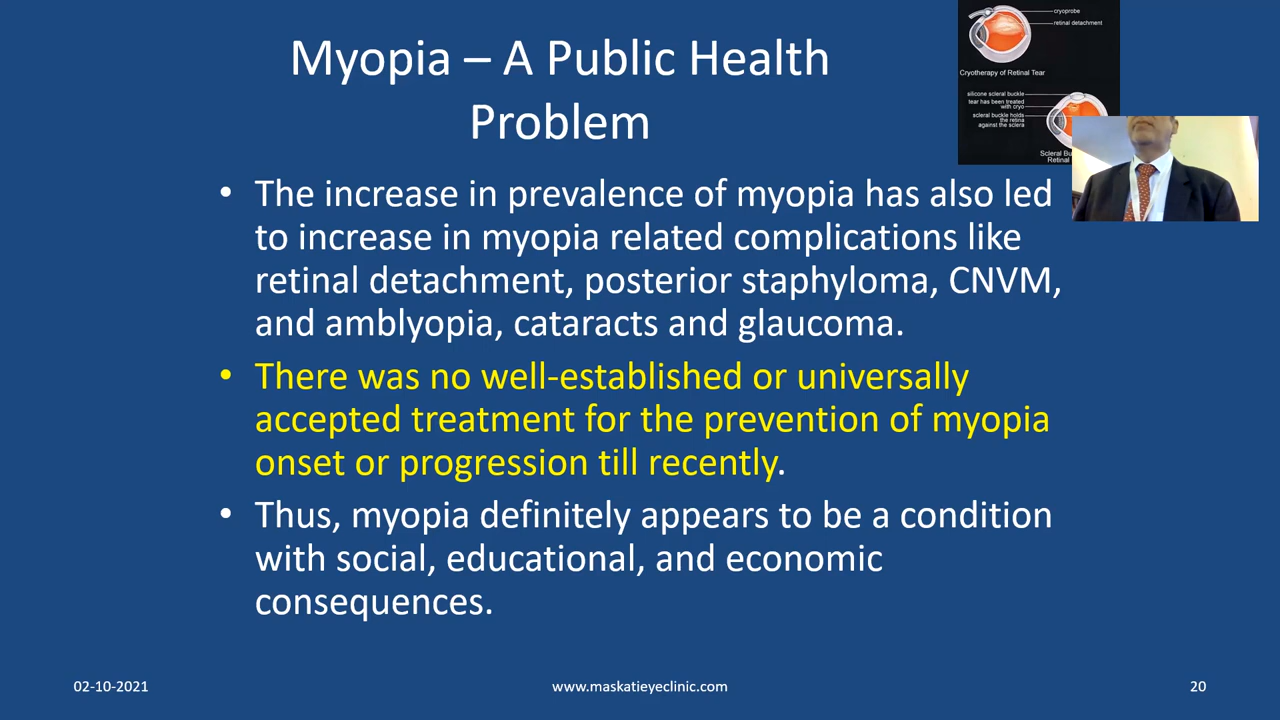 Myopia – A Public Health
Problem
cryoprobe
retinal detachment
Cryotherapy of Retinal Tear
silicone scleral buckle
tear has been treated
with cryo
scleral buckle holds
the retina
against the sclera
Scleral
Retinal
• The increase in prevalence of myopia has also led
to increase in myopia related complications like
retinal detachment, posterior staphyloma, CNVM,
and amblyopia, cataracts and glaucoma.
• There was no well-established or universally
accepted treatment for the prevention of myopia
onset or progression till recently.
• Thus, myopia definitely appears to be a condition
with social, educational, and economic
consequences.
02-10-2021
www.maskatieyeclinic.com
20